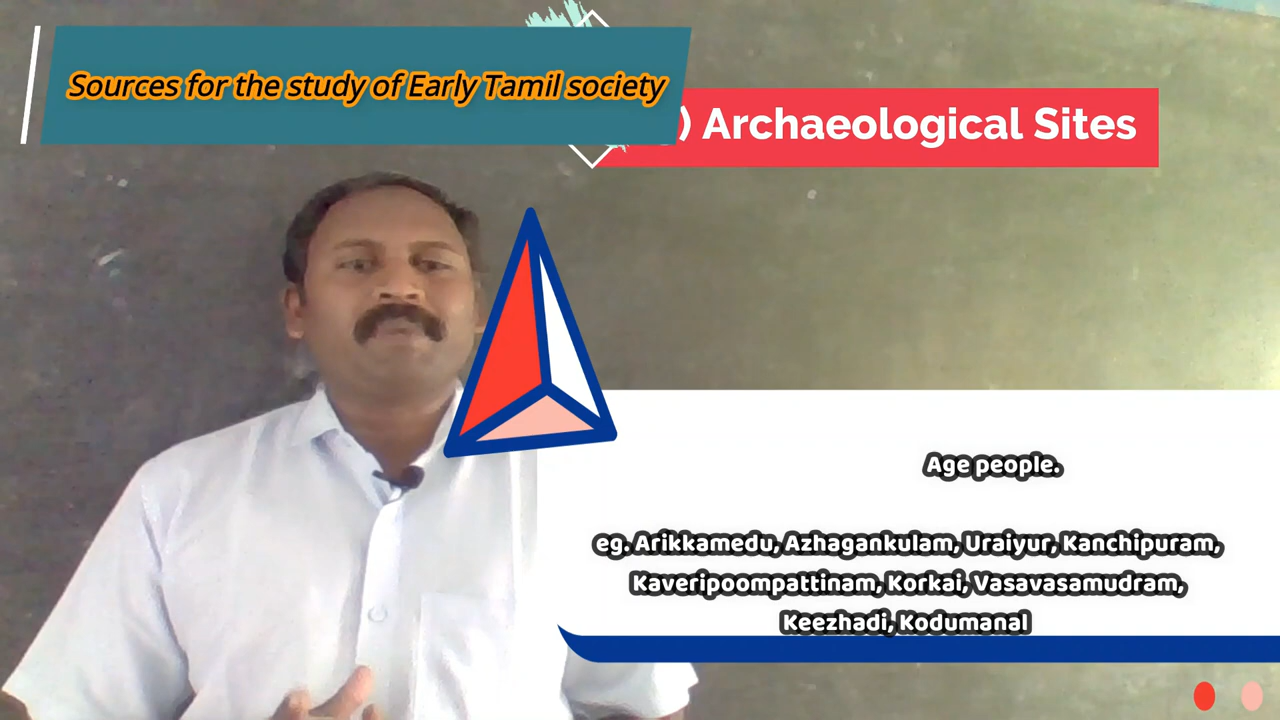 Sources for the study of Early Tamil society
) Archaeological Sites
Age people.
eg. Arikkamedu, Azhagankulam, Uraiyur, Kanchipuram,
Kaveripoompattinam, Korkai, Vasavasamudram,
Keezhadi, Kodumanal